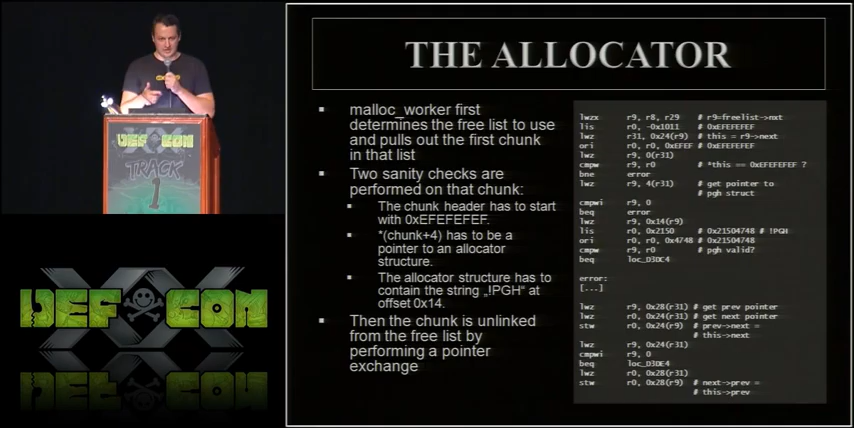 DEF CON
TRACK
1
DEF CON
THE ALLOCATOR
malloc_worker first
determines the free list to use
and pulls out the first chunk
in that list
Two sanity checks are
performed on that chunk:
The chunk header has to start
with 0xEFEFEFEF.
*(chunk+4) has to be a
pointer to an allocator
structure.
The allocator structure has to
contain the string „!PGH“ at
offset 0x14.
Then the chunk is unlinked
from the free list by
performing a pointer
exchange
lwzx r9, r8, r29 # r9=freelist->nxt
lis r0, -0x1011 # 0xEFEFEFEF
lwz r31, 0x24(r9) # this = r9->next
ori r0, r0, 0xEFEF # 0xEFEFEFEF
lwz r9, 0(r31)
cmpw r9, r0 # *this == 0xEFEFEFEF ?
bne error
lwz r9, 4(r31) # get pointer to
# pgh struct
cmpwi r9, 0
beq error
lwz r9, 0x14(r9)
lis r0, 0x2150 # 0x21504748 # !PGH
ori r0, r0, 0x4748 # 0x21504748
cmpw r9, r0 # pgh valid?
beq loc_D3DC4
error:
[...]
lwz r9, 0x28(r31) # get prev pointer
lwz r0, 0x24(r31) # get next pointer
stw r0, 0x24(r9) # prev->next =
# this->next
lwz r9, 0x24(r31)
cmpwi r9, 0
beq loc_D3DE4
lwz r0, 0x28(r31)
stw r0, 0x28(r9) # next->prev =
# this->prev